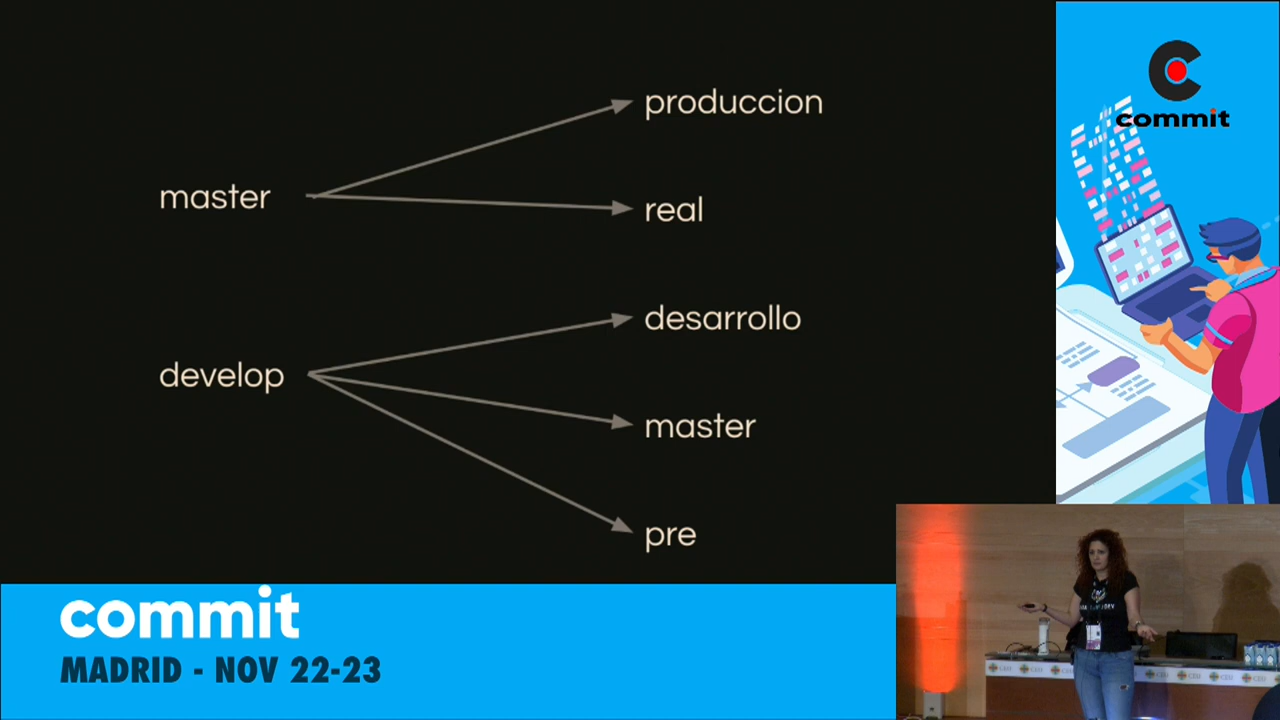 produccion
master
real
desarrollo
develop
master
pre
commit
commit
MADRID - NOV 22-23